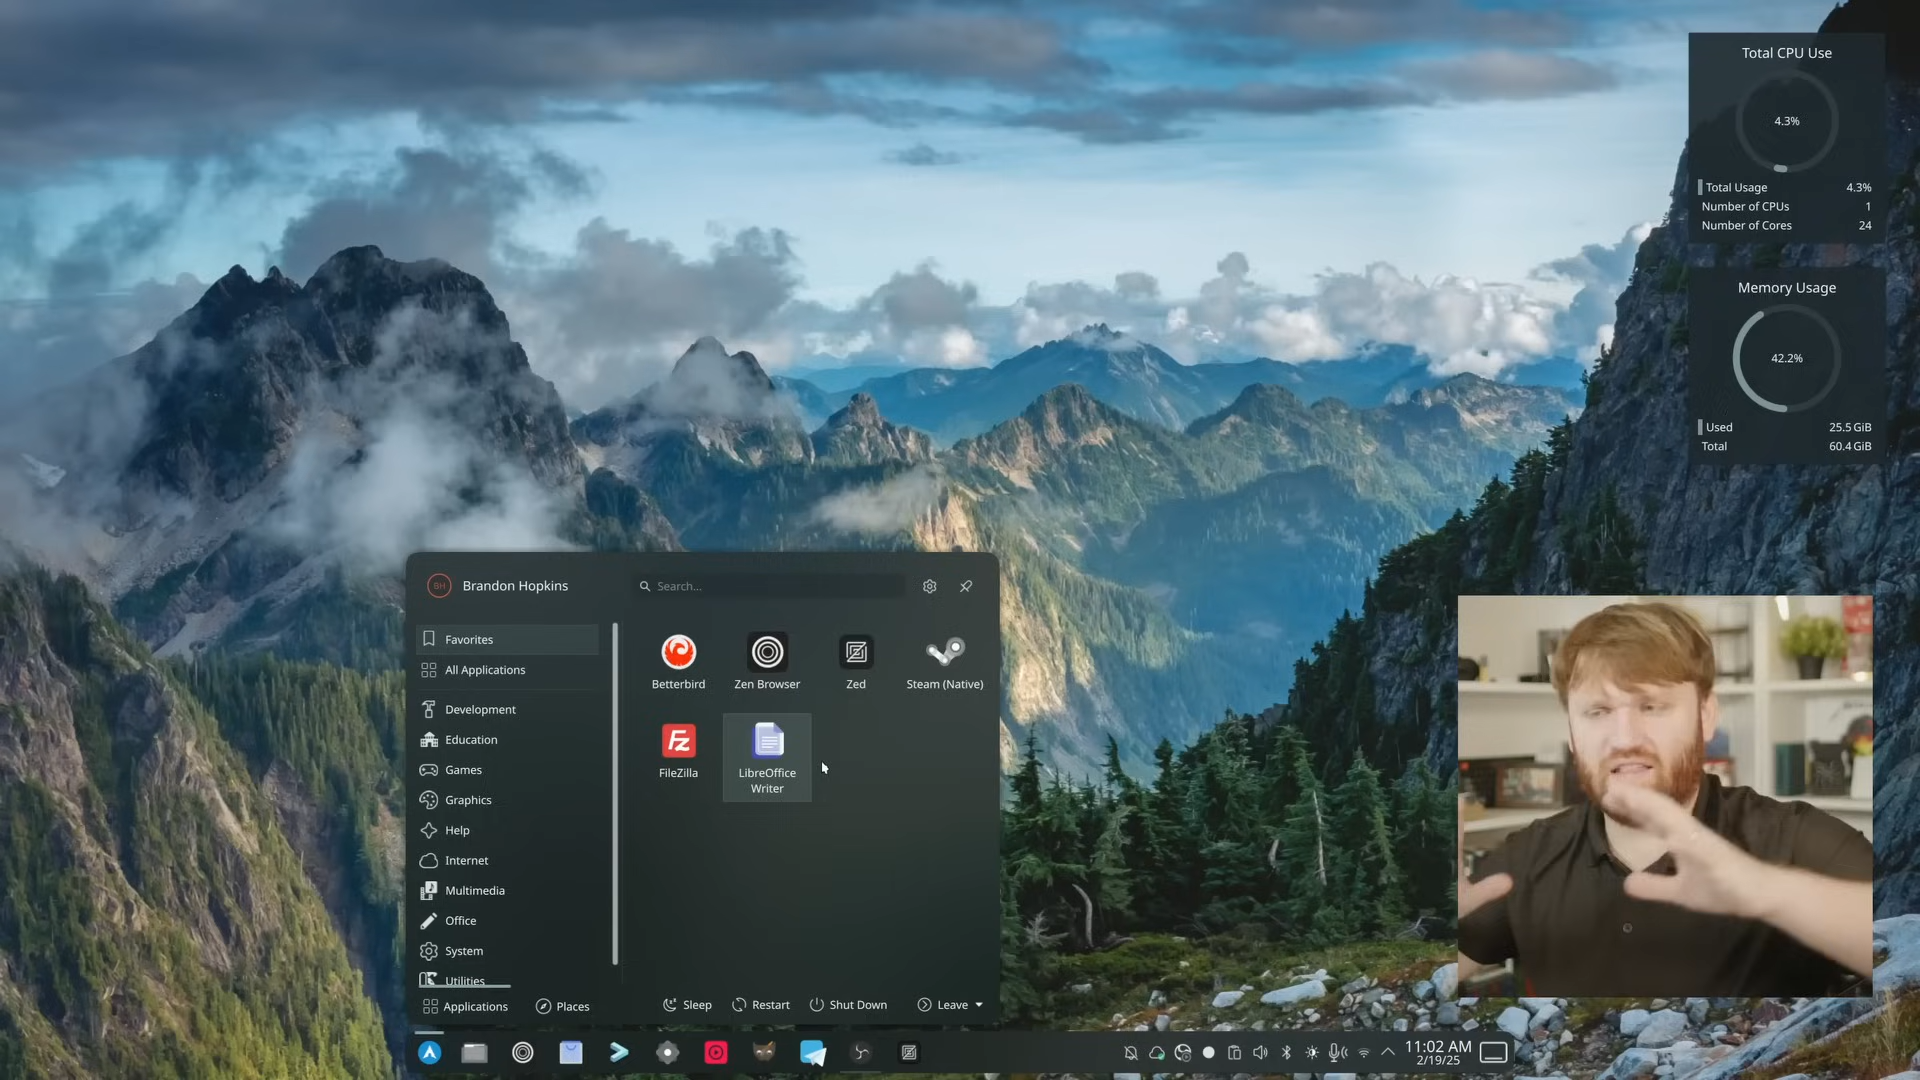 Total CPU Use
4.3%
Total Usage 4.3%
Number of CPUs 1
Number of Cores 24
Memory Usage
42.2%
Used 25.5 GiB
Total 60.4 GiB
BH Brandon Hopkins
Search...
Favorites
All Applications
Development
Education
Games
Graphics
Help
Internet
Multimedia
Office
System
Utilities
Betterbird
Zen Browser
Zed
Steam (Native)
Fz
FileZilla
LibreOffice
Writer
Applications
Places
Sleep
Restart
Shut Down
Leave
11:02 AM
2/19/25